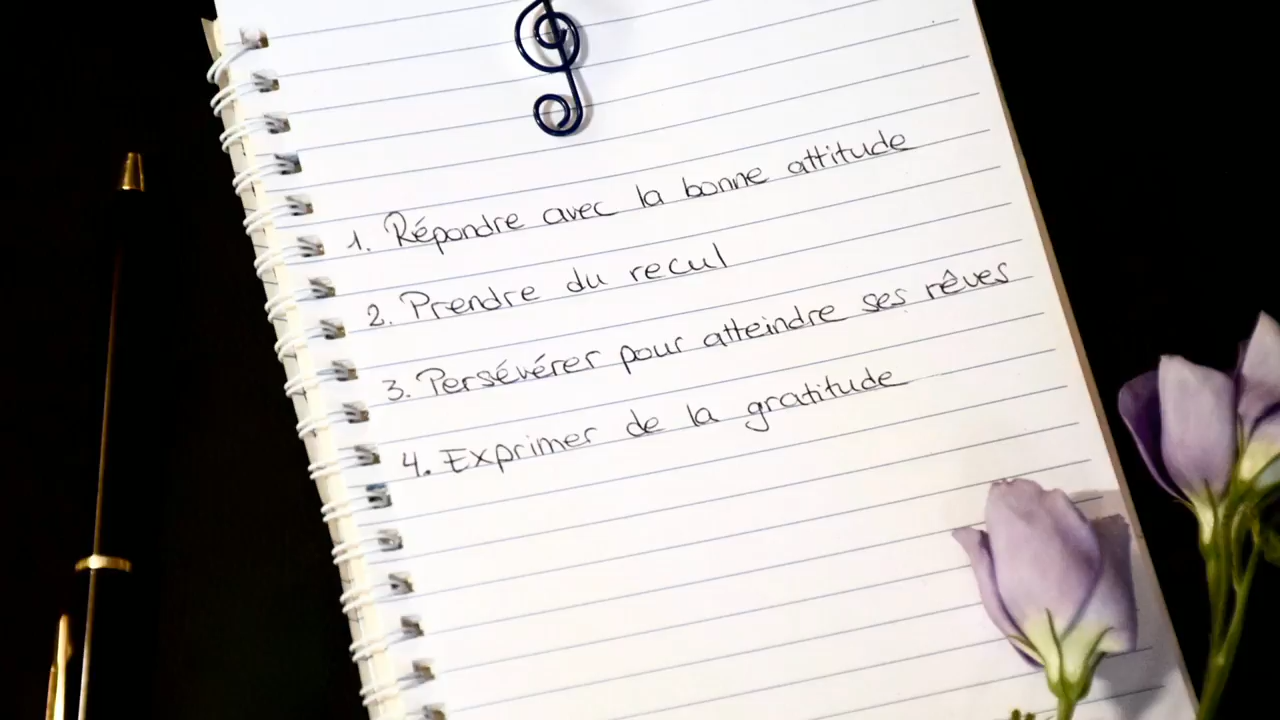 1. Répondre avec la bonne attitude
2. Prendre du recul
3. Persévérer pour atteindre ses rêves
4. Exprimer de la gratitude